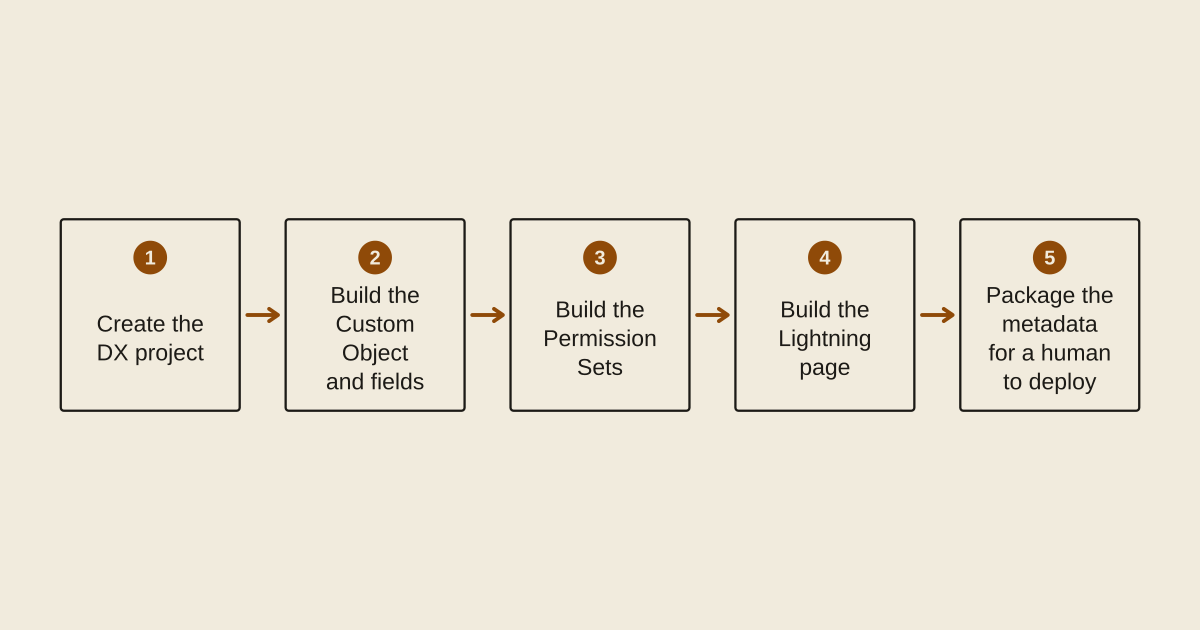 1
Create the
DX project
2
Build the
Custom
Object
and fields
3
Build the
Permission
Sets
4
Build the
Lightning
page
5
Package the
metadata
for a human
to deploy